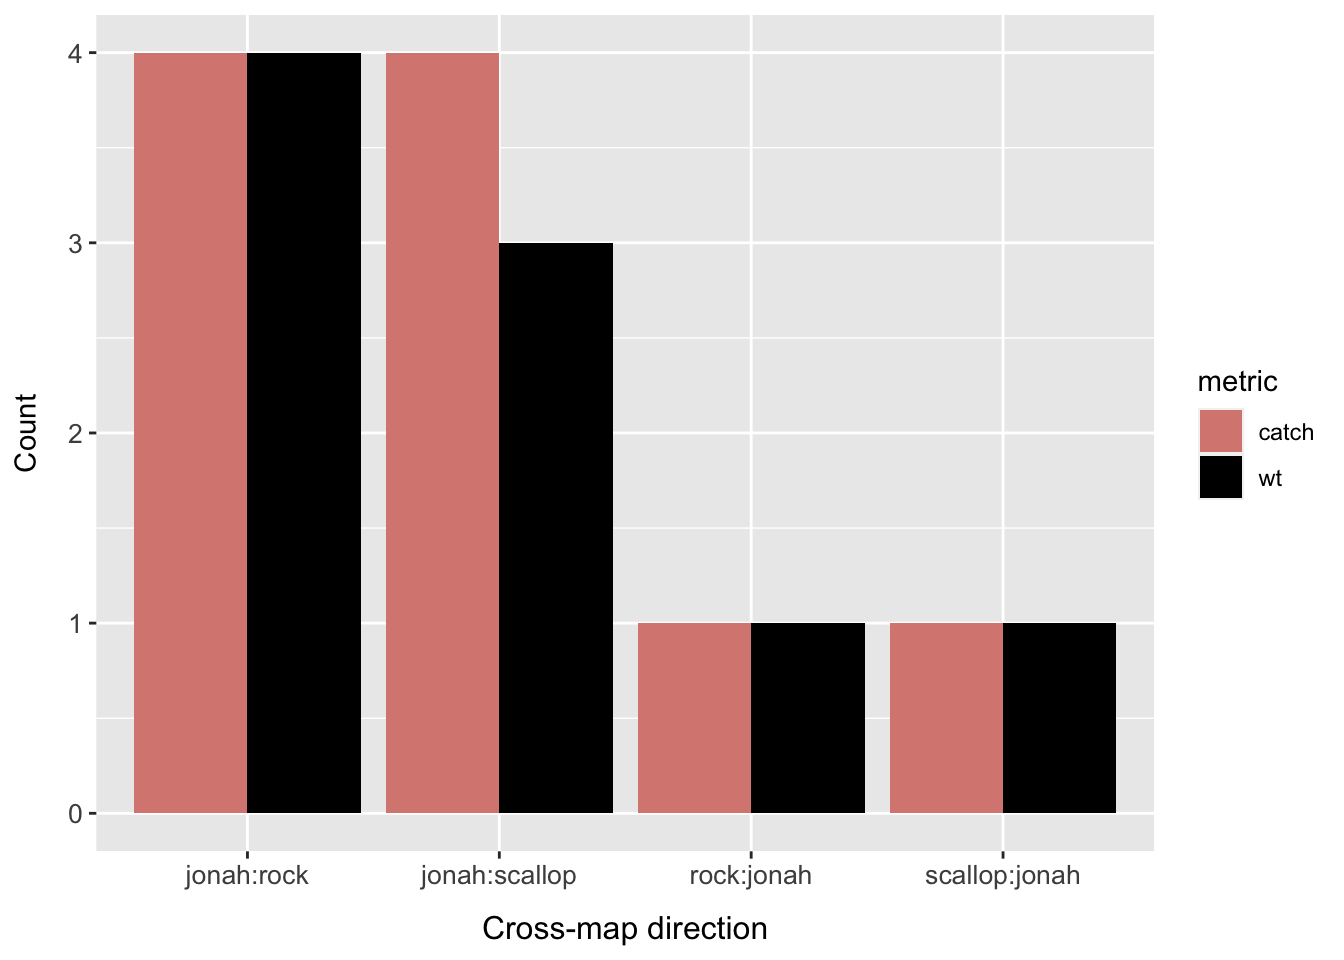 4
3
2
1
0
Count
jonah:rock
jonah:scallop
rock:jonah
scallop:jonah
Cross-map direction
metric
catch
wt